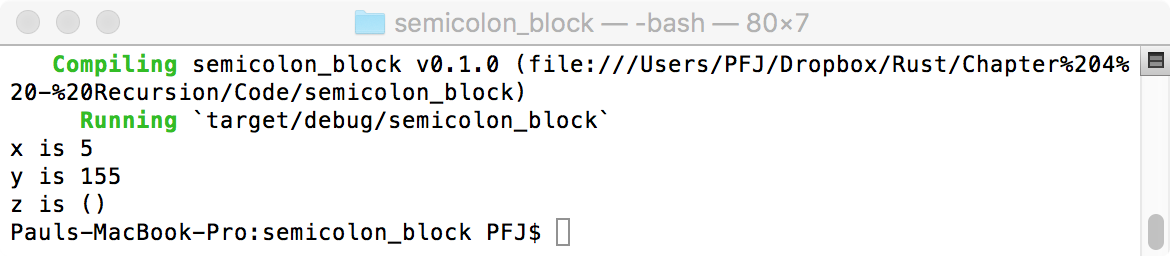 semicolon_block — -bash — 80×7
   Compiling semicolon_block v0.1.0 (file:///Users/PFJ/Dropbox/Rust/Chapter%204%
20-%20Recursion/Code/semicolon_block)
     Running `target/debug/semicolon_block`
x is 5
y is 155
z is ()
Pauls-MacBook-Pro:semicolon_block PFJ$